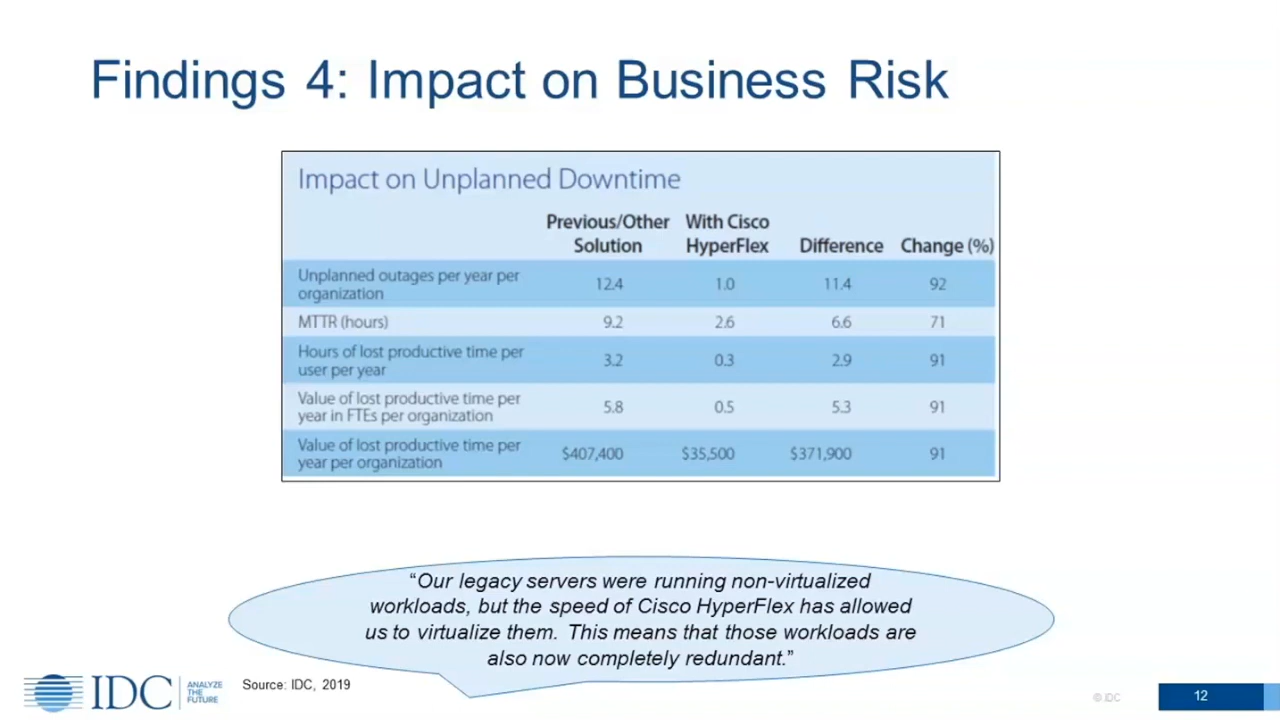 Findings 4: Impact on Business Risk
Impact on Unplanned Downtime
Previous/Other Solution With Cisco HyperFlex Difference Change (%)
Unplanned outages per year per organization 12.4 1.0 11.4 92
MTTR (hours) 9.2 2.6 6.6 71
Hours of lost productive time per user per year 3.2 0.3 2.9 91
Value of lost productive time per year in FTEs per organization 5.8 0.5 5.3 91
Value of lost productive time per year per organization $407,400 $35,500 $371,900 91
“Our legacy servers were running non-virtualized
workloads, but the speed of Cisco HyperFlex has allowed
us to virtualize them. This means that those workloads are
also now completely redundant.”
IDC
ANALYZE
THE
FUTURE
Source: IDC, 2019
© IDC
12